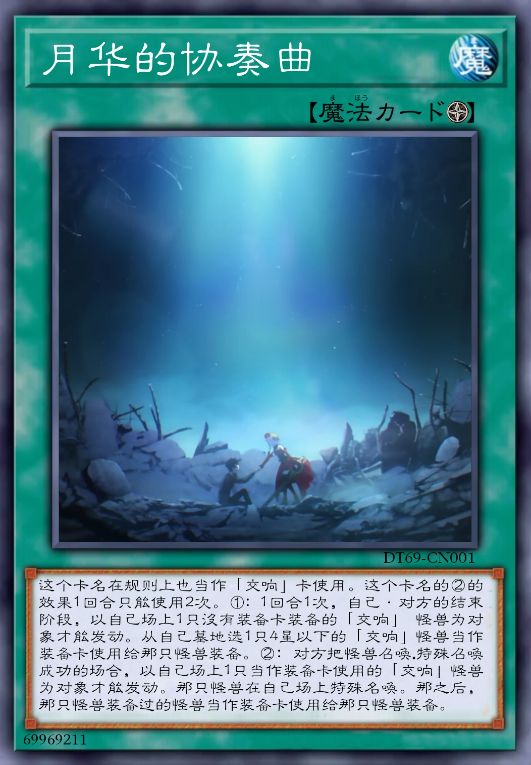 月华的协奏曲
魔
【魔法カード】
ま ほう
DT69-CN001
这个卡名在规则上也当作「交响」卡使用。这个卡名的②的
效果1回合只能使用2次。①：1回合1次，自己·对方的结束
阶段，以自己场上1只没有装备卡装备的「交响」 怪兽为对
象才能发动。从自己墓地选1只4星以下的「交响」怪兽当作
装备卡使用给那只怪兽装备。②：对方把怪兽召唤.特殊召唤
成功的场合，以自己场上1只当作装备卡使用的「交响」怪兽
为对象才能发动。那只怪兽在自己场上特殊名唤。那之后，
那只怪兽装备过的怪兽当作装备卡使用给那只怪兽装备。
69969211